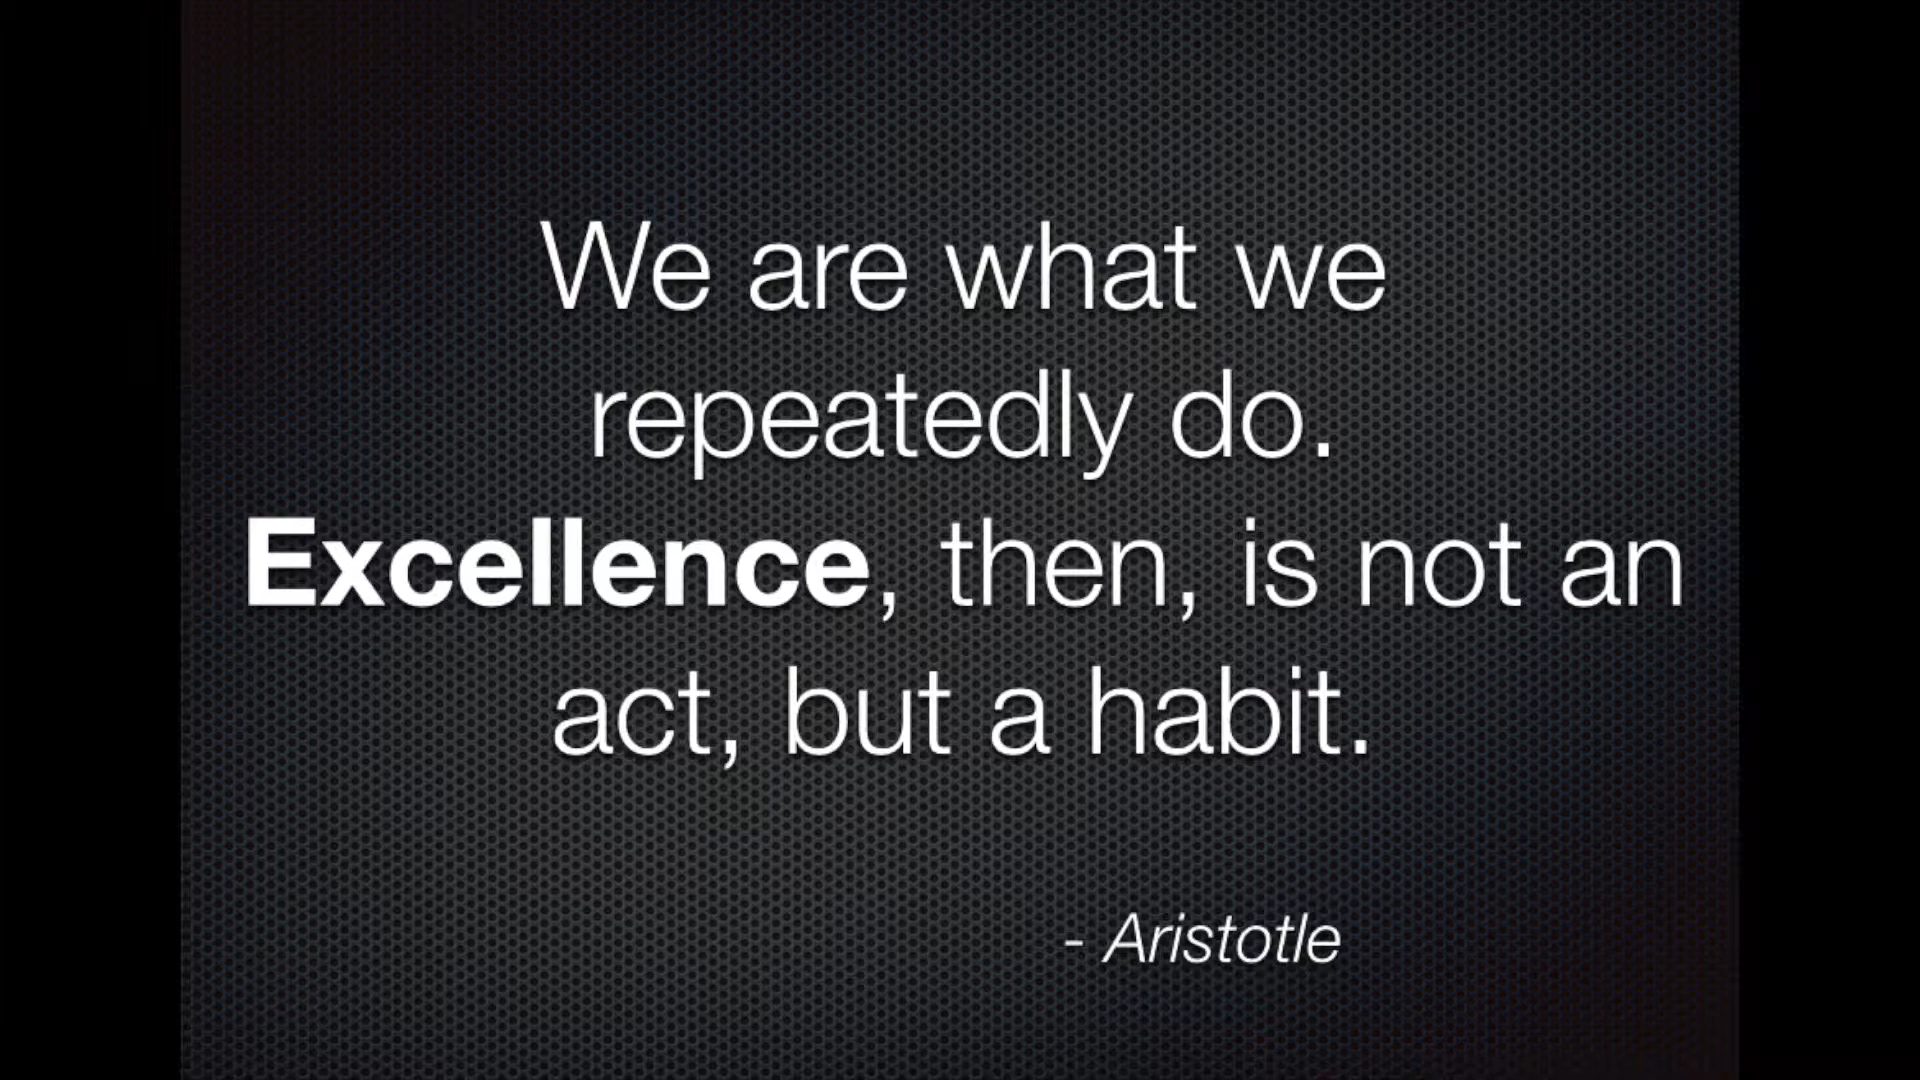 We are what we
repeatedly do.
Excellence, then, is not an
act, but a habit.
- Aristotle